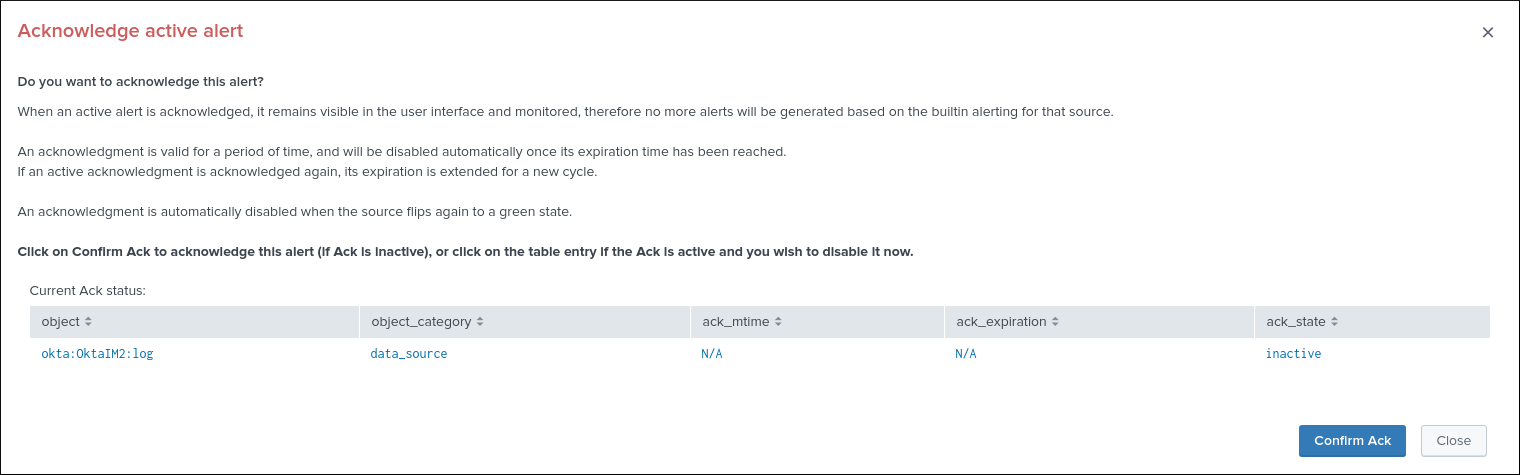 Acknowledge active alert
×
Do you want to acknowledge this alert?
When an active alert is acknowledged, it remains visible in the user interface and monitored, therefore no more alerts will be generated based on the builtin alerting for that source.
An acknowledgment is valid for a period of time, and will be disabled automatically once its expiration time has been reached.
If an active acknowledgment is acknowledged again, its expiration is extended for a new cycle.
An acknowledgment is automatically disabled when the source flips again to a green state.
Click on Confirm Ack to acknowledge this alert (if Ack is inactive), or click on the table entry if the Ack is active and you wish to disable it now.
Current Ack status:
object object_category ack_mtime ack_expiration ack_state
okta:OktaIM2:log data_source N/A N/A inactive
Confirm Ack Close